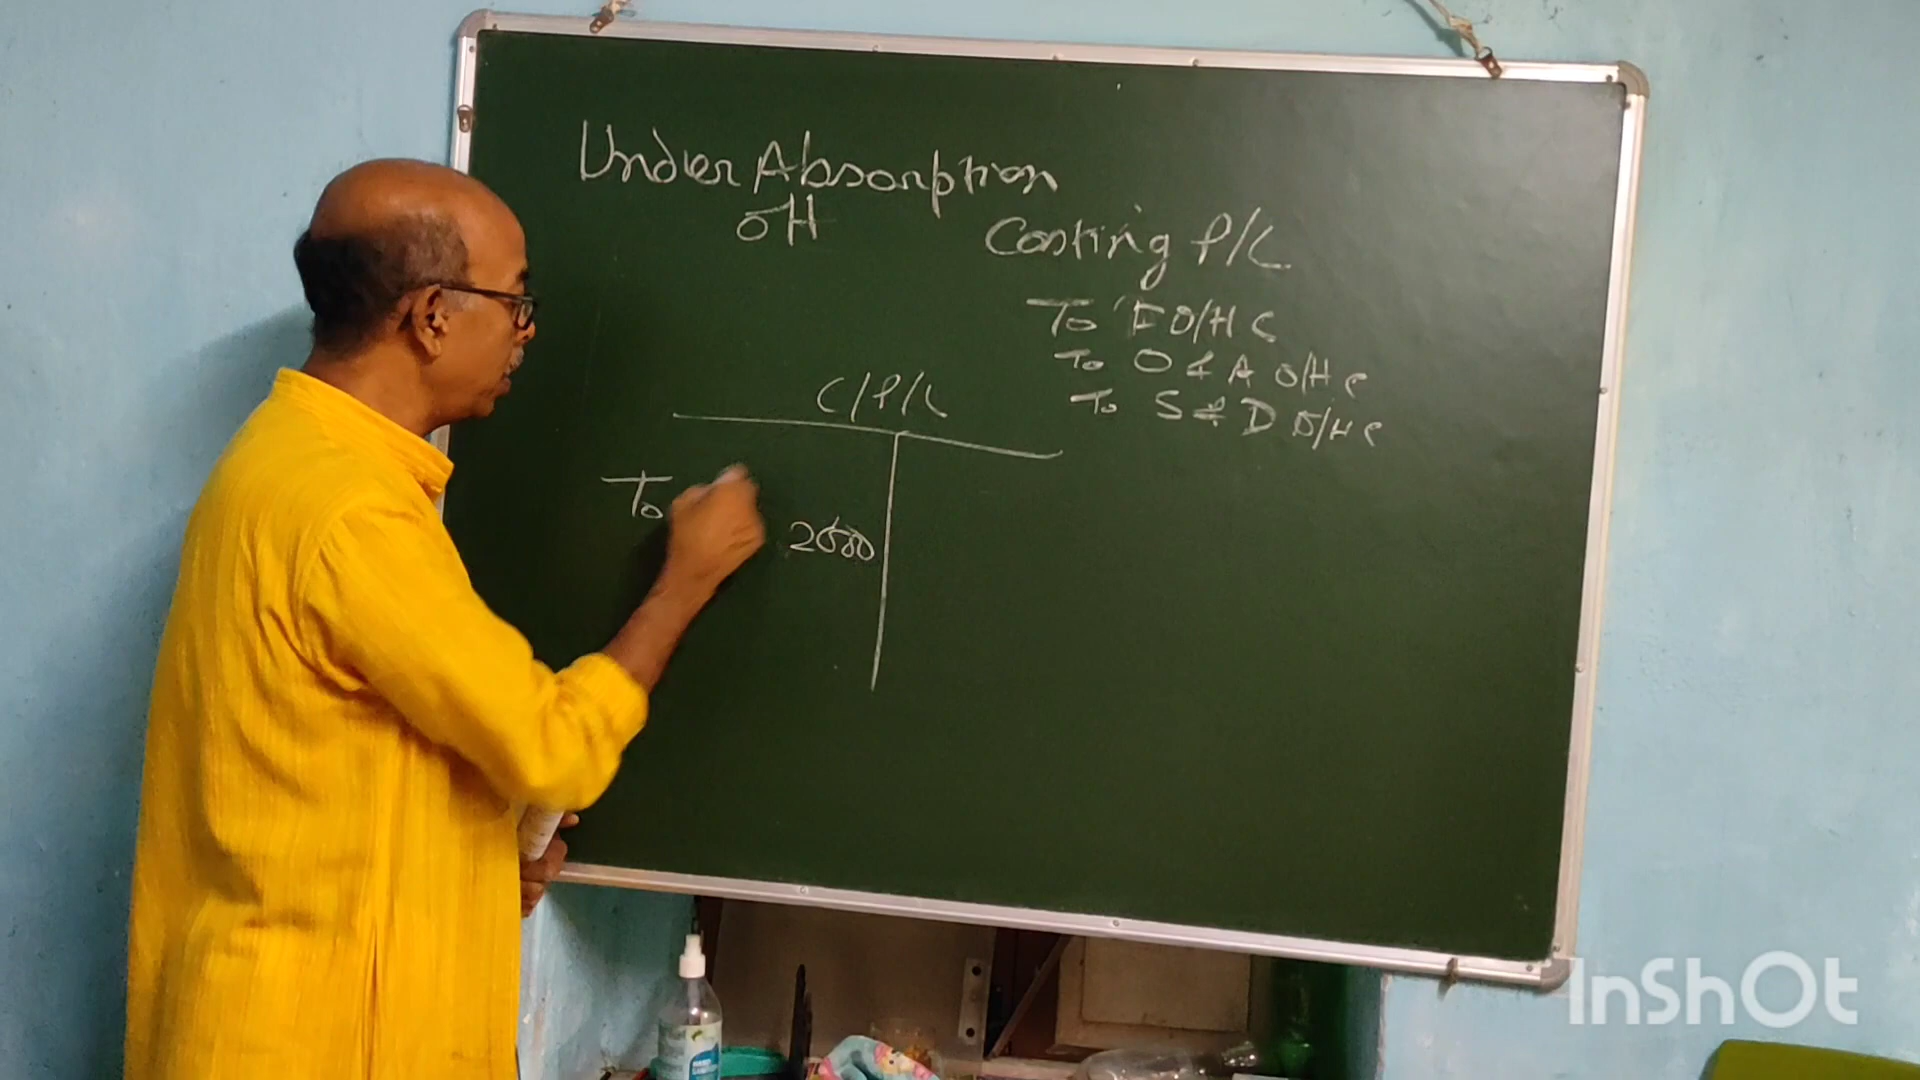 Under Absorption
OH
Costing P/L
To F O/H C
To O & A O/H C
To S & D O/H C
C/P/L
To
2000
InShOt